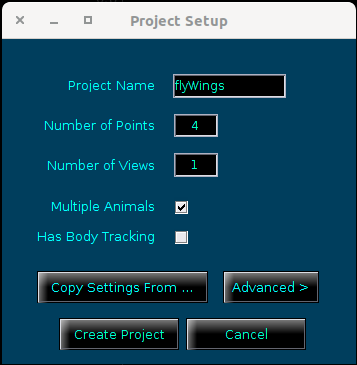 Project Setup
Project Name flyWings
Number of Points 4
Number of Views 1
Multiple Animals
Has Body Tracking
Copy Settings From ... Advanced >
Create Project Cancel